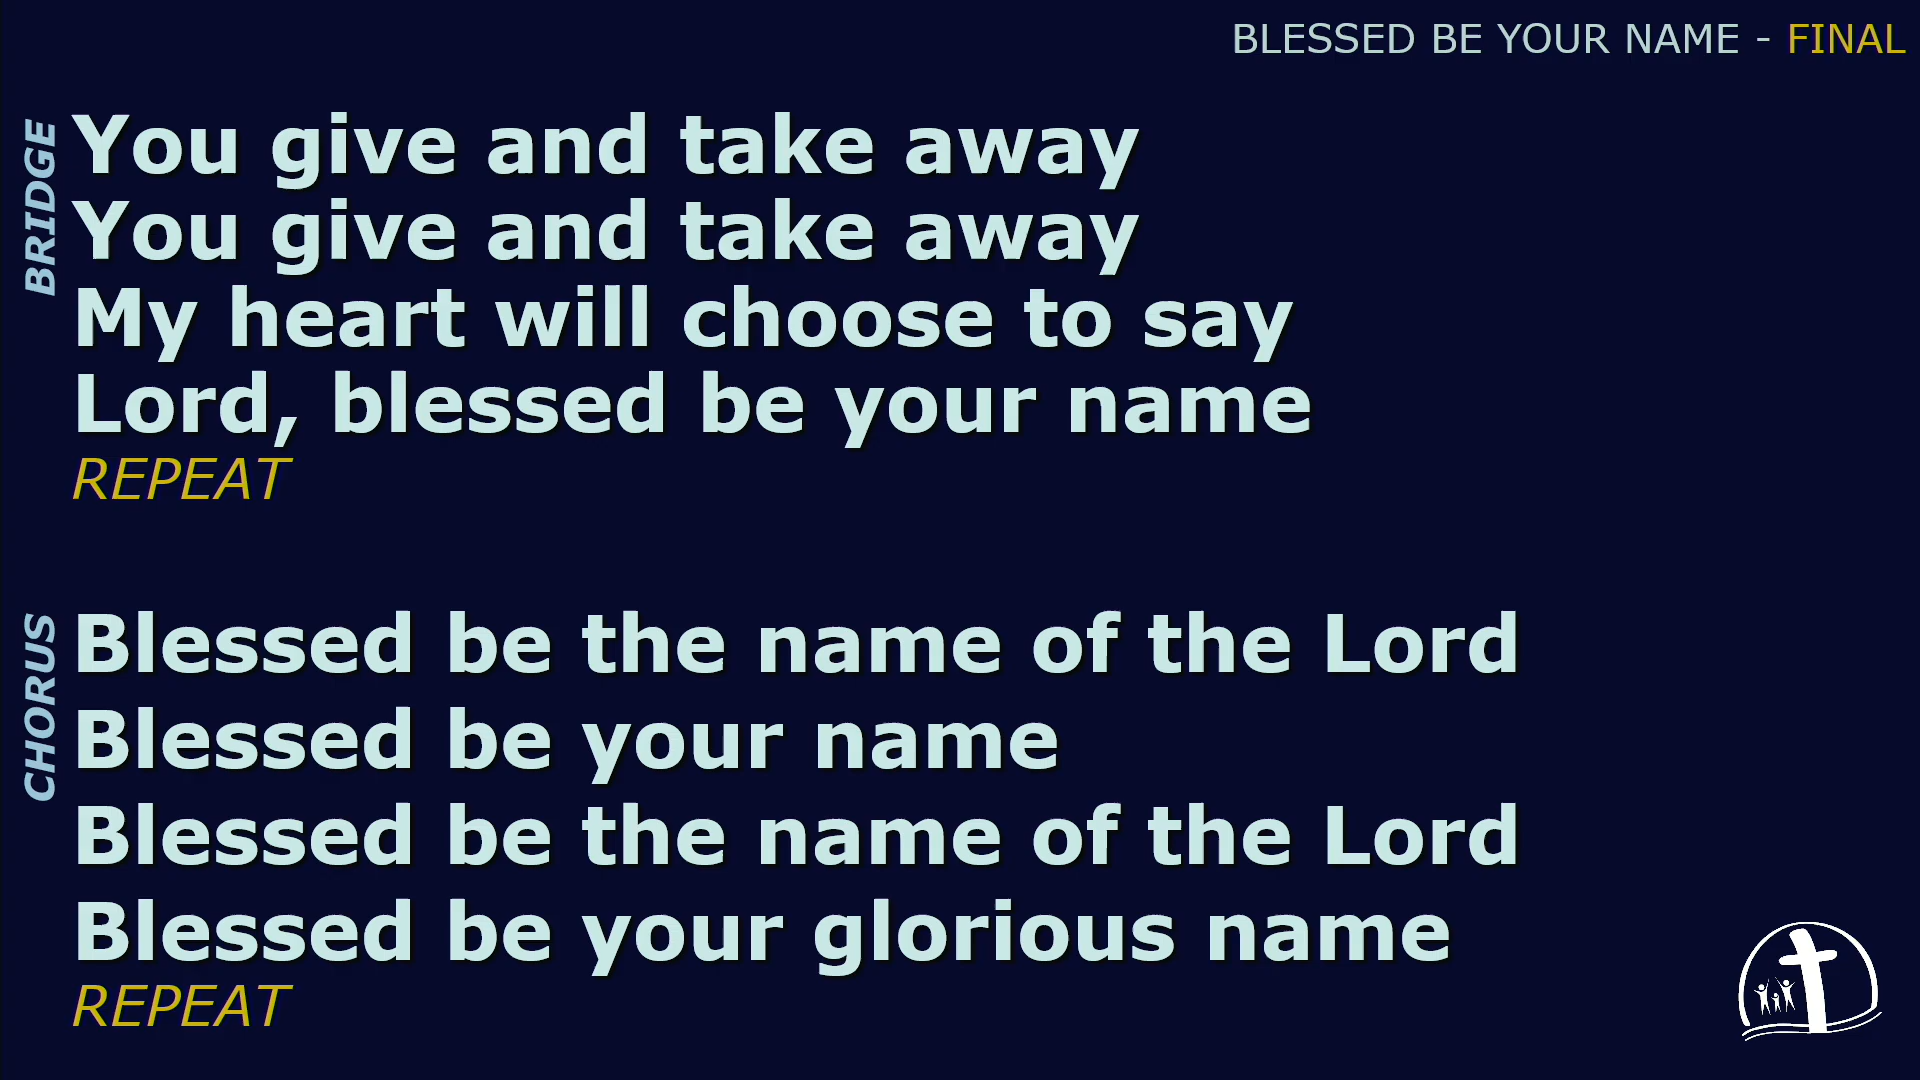 BLESSED BE YOUR NAME - FINAL
BRIDGE
You give and take away
You give and take away
My heart will choose to say
Lord, blessed be your name
REPEAT
CHORUS
Blessed be the name of the Lord
Blessed be your name
Blessed be the name of the Lord
Blessed be your glorious name
REPEAT